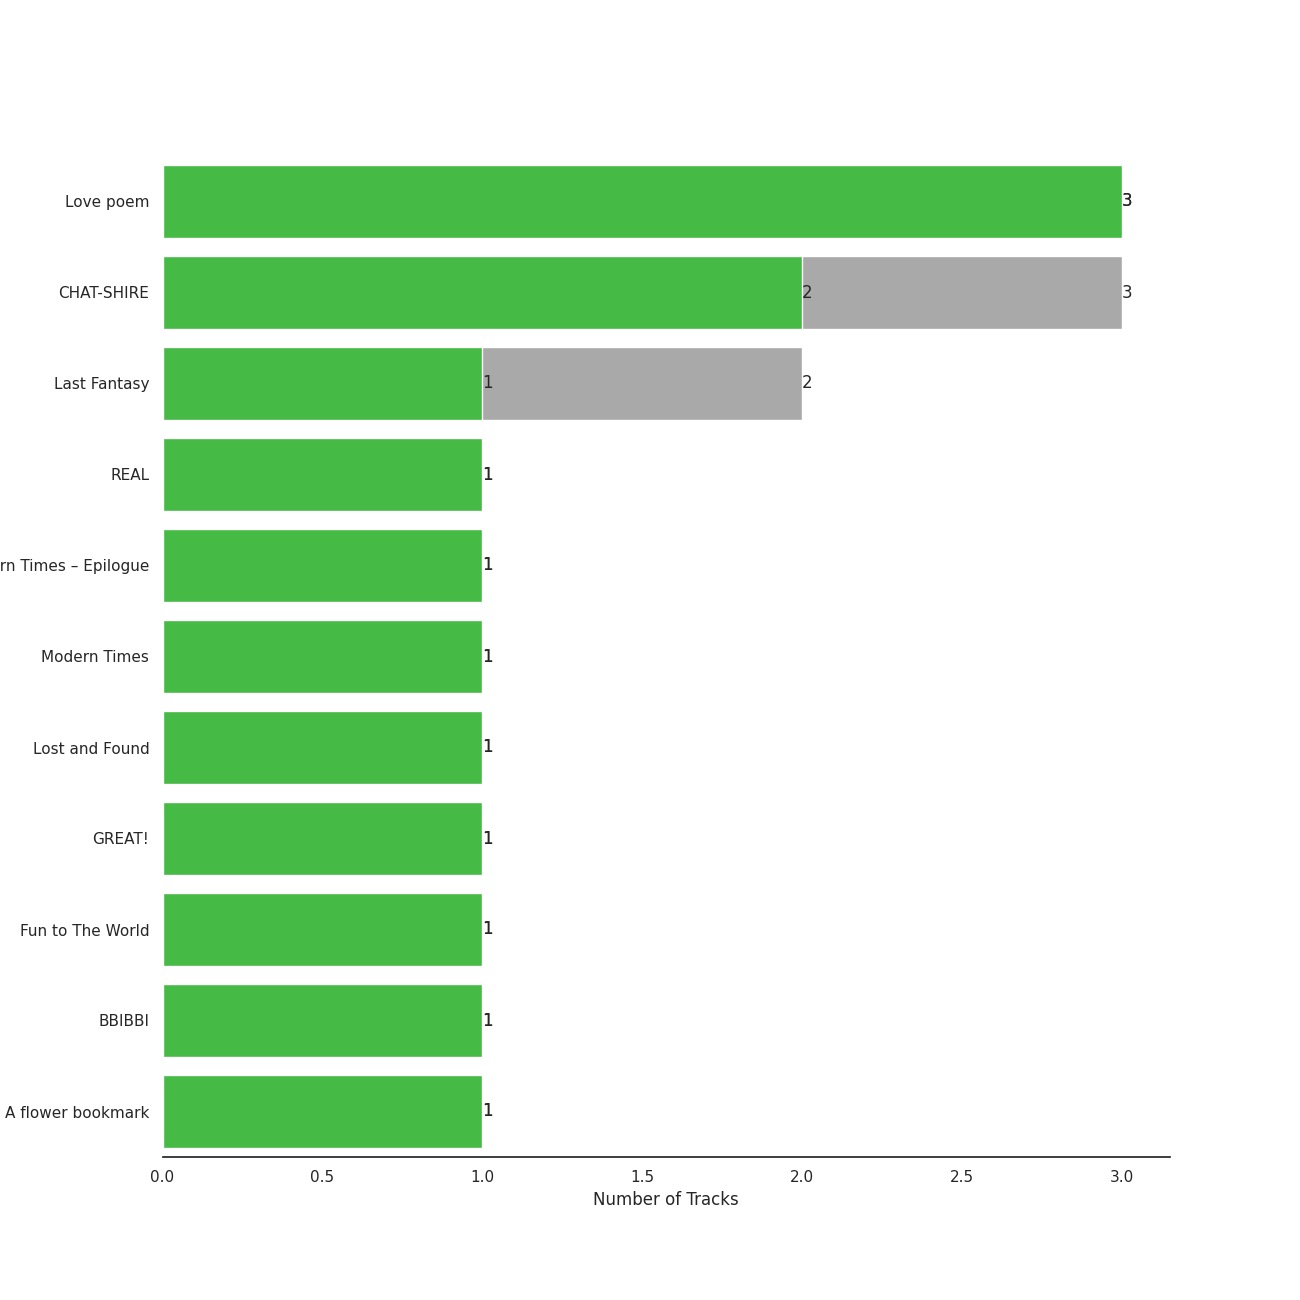 Love poem 3
CHAT-SHIRE 2 3
Last Fantasy 1 2
REAL 1
rn Times – Epilogue 1
Modern Times 1
Lost and Found 1
GREAT! 1
Fun to The World 1
BBIBBI 1
A flower bookmark 1
0.0 0.5 1.0 1.5 2.0 2.5 3.0
Number of Tracks